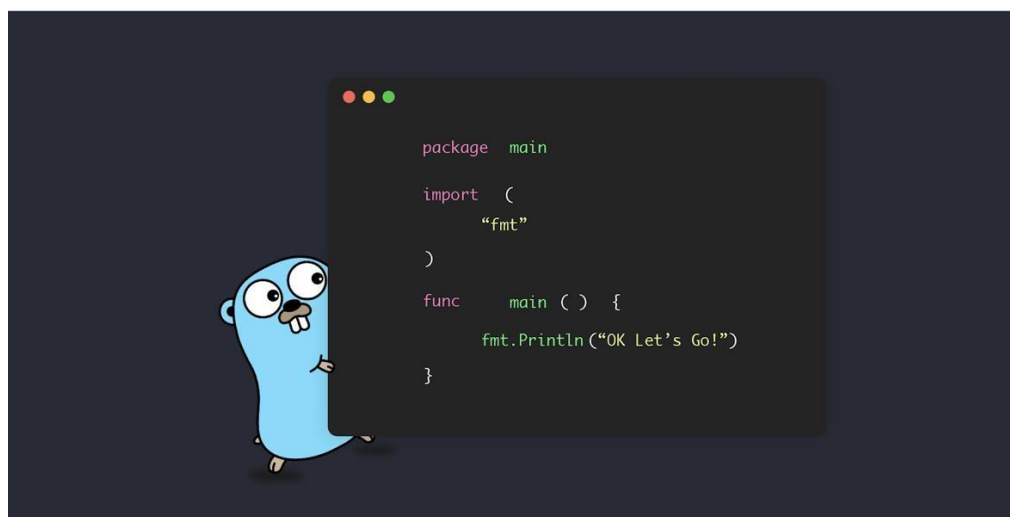 package main
import (
“fmt”
)
func main ( ) {
fmt.Println (“OK Let’s Go!”)
}